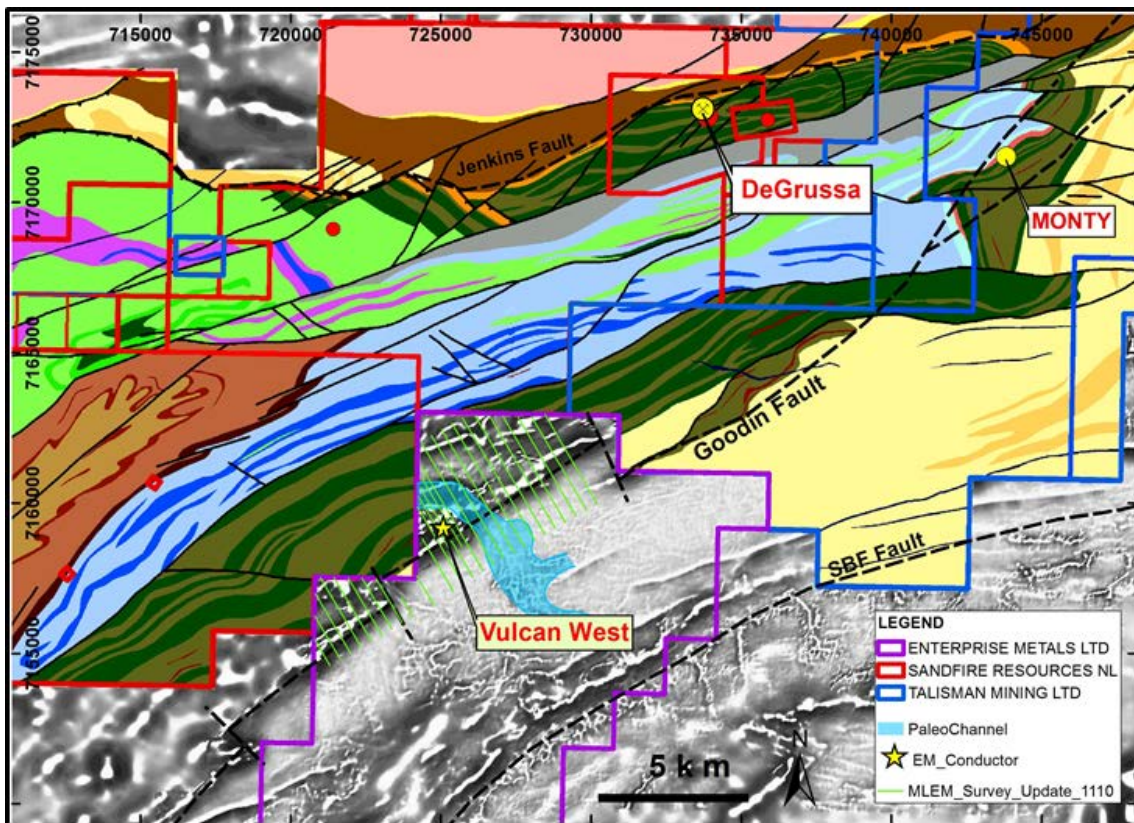 715000
720000
725000
730000
735000
740000
745000
7175000
Jenkins Fault
DeGrussa
7170000
MONTY
7165000
Goodin Fault
7160000
SBF Fault
Vulcan West
7155000
LEGEND
ENTERPRISE METALS LTD
SANDFIRE RESOURCES NL
TALISMAN MINING LTD
PaleoChannel
EM_Conductor
MLEM_Survey_Update_1110
N
5 k m